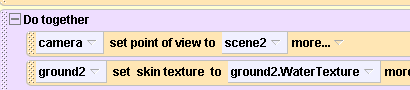 Do together
camera set point of view to scene2 more...
ground2 set skin texture to ground2.WaterTexture more